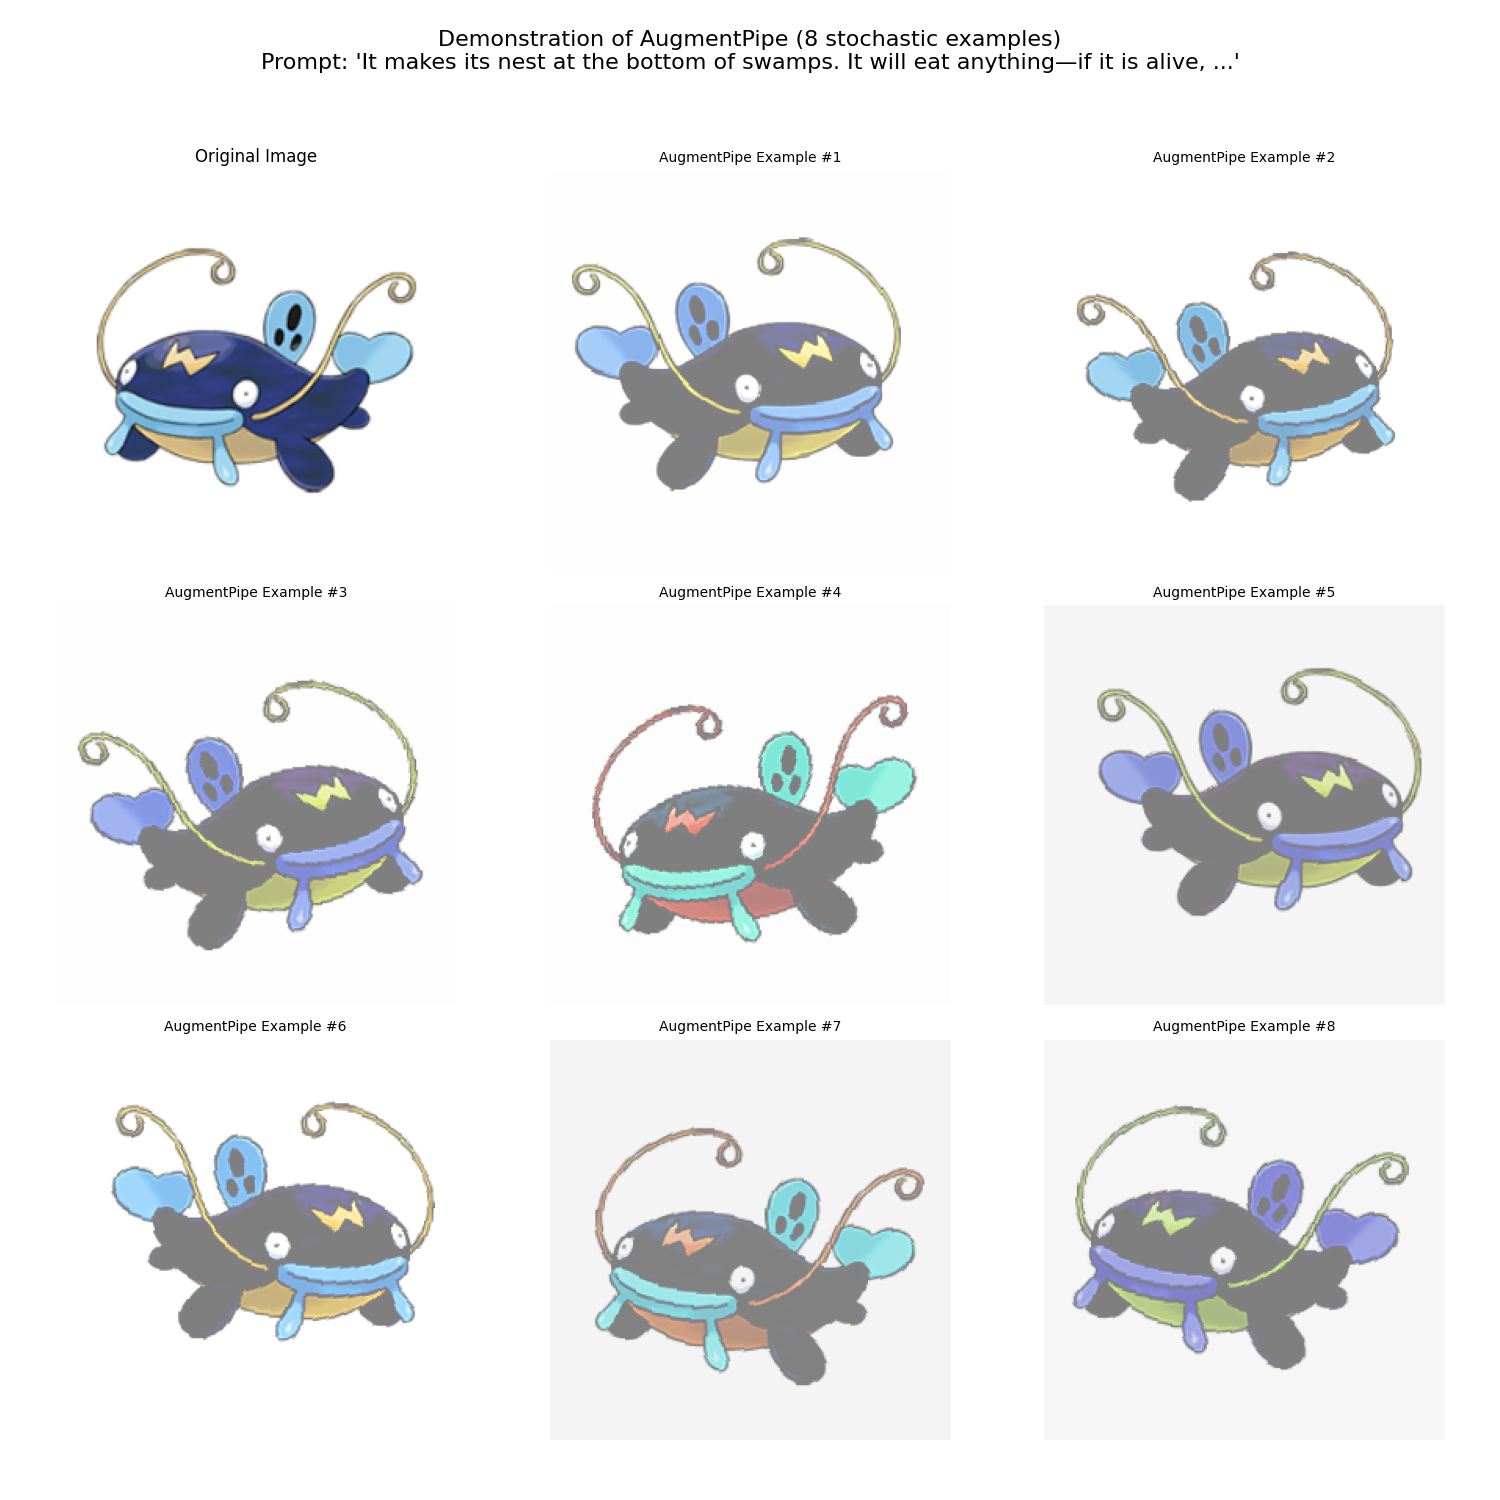 Demonstration of AugmentPipe (8 stochastic examples)
Prompt: 'It makes its nest at the bottom of swamps. It will eat anything—if it is alive, ...'
Original Image
AugmentPipe Example #1
AugmentPipe Example #2
AugmentPipe Example #3
AugmentPipe Example #4
AugmentPipe Example #5
AugmentPipe Example #6
AugmentPipe Example #7
AugmentPipe Example #8